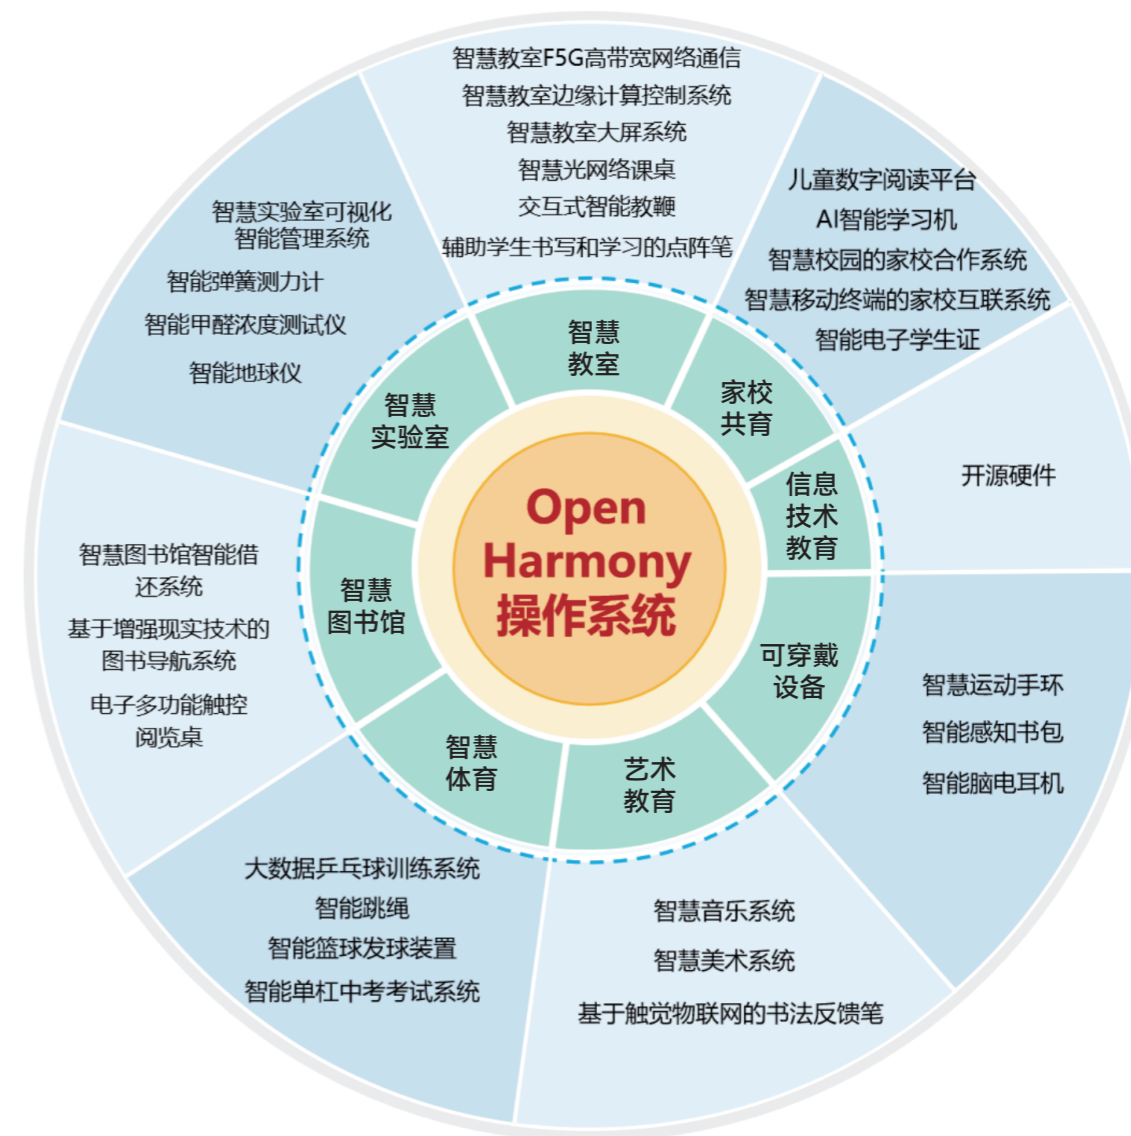 智慧教室F5G高带宽网络通信
智慧教室边缘计算控制系统
智慧教室大屏系统
智慧光网络课桌
交互式智能教鞭
辅助学生书写和学习的点阵笔
智慧
教室
儿童数字阅读平台
AI智能学习机
智慧校园的家校合作系统
智慧移动终端的家校互联系统
智能电子学生证
家校
共育
开源硬件
信息
技术
教育
智慧运动手环
智能感知书包
智能脑电耳机
可穿戴
设备
智慧音乐系统
智慧美术系统
基于触觉物联网的书法反馈笔
艺术
教育
大数据乒乓球训练系统
智能跳绳
智能篮球发球装置
智能单杠中考考试系统
智慧
体育
智慧图书馆智能借
还系统
基于增强现实技术的
图书导航系统
电子多功能触控
阅览桌
智慧
图书馆
智慧实验室可视化
智能管理系统
智能弹簧测力计
智能甲醛浓度测试仪
智能地球仪
智慧
实验室
Open
Harmony
操作系统